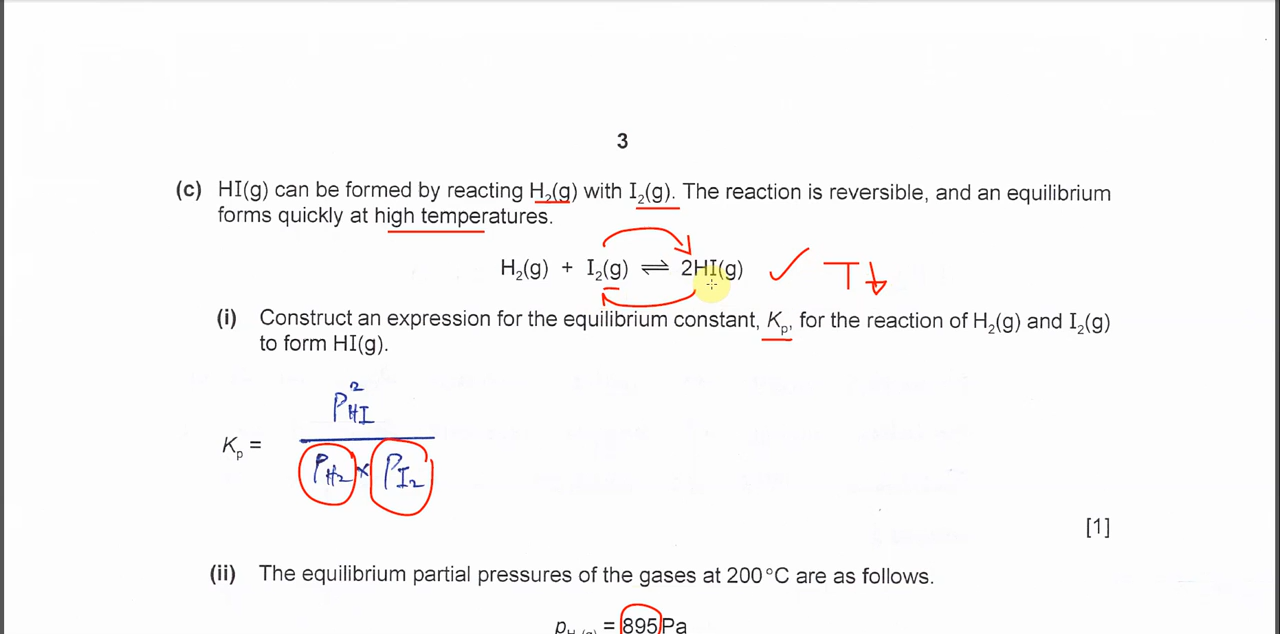 3
(c) HI(g) can be formed by reacting H₂(g) with I₂(g). The reaction is reversible, and an equilibrium
forms quickly at high temperatures.
H₂(g) + I₂(g) ⇌ 2HI(g) ✓ T↓
(i) Construct an expression for the equilibrium constant, Kₚ, for the reaction of H₂(g) and I₂(g)
to form HI(g).
P²HI
Kₚ =
PH₂ × PI₂
[1]
(ii) The equilibrium partial pressures of the gases at 200 °C are as follows.
pH₂(g) = 895 Pa